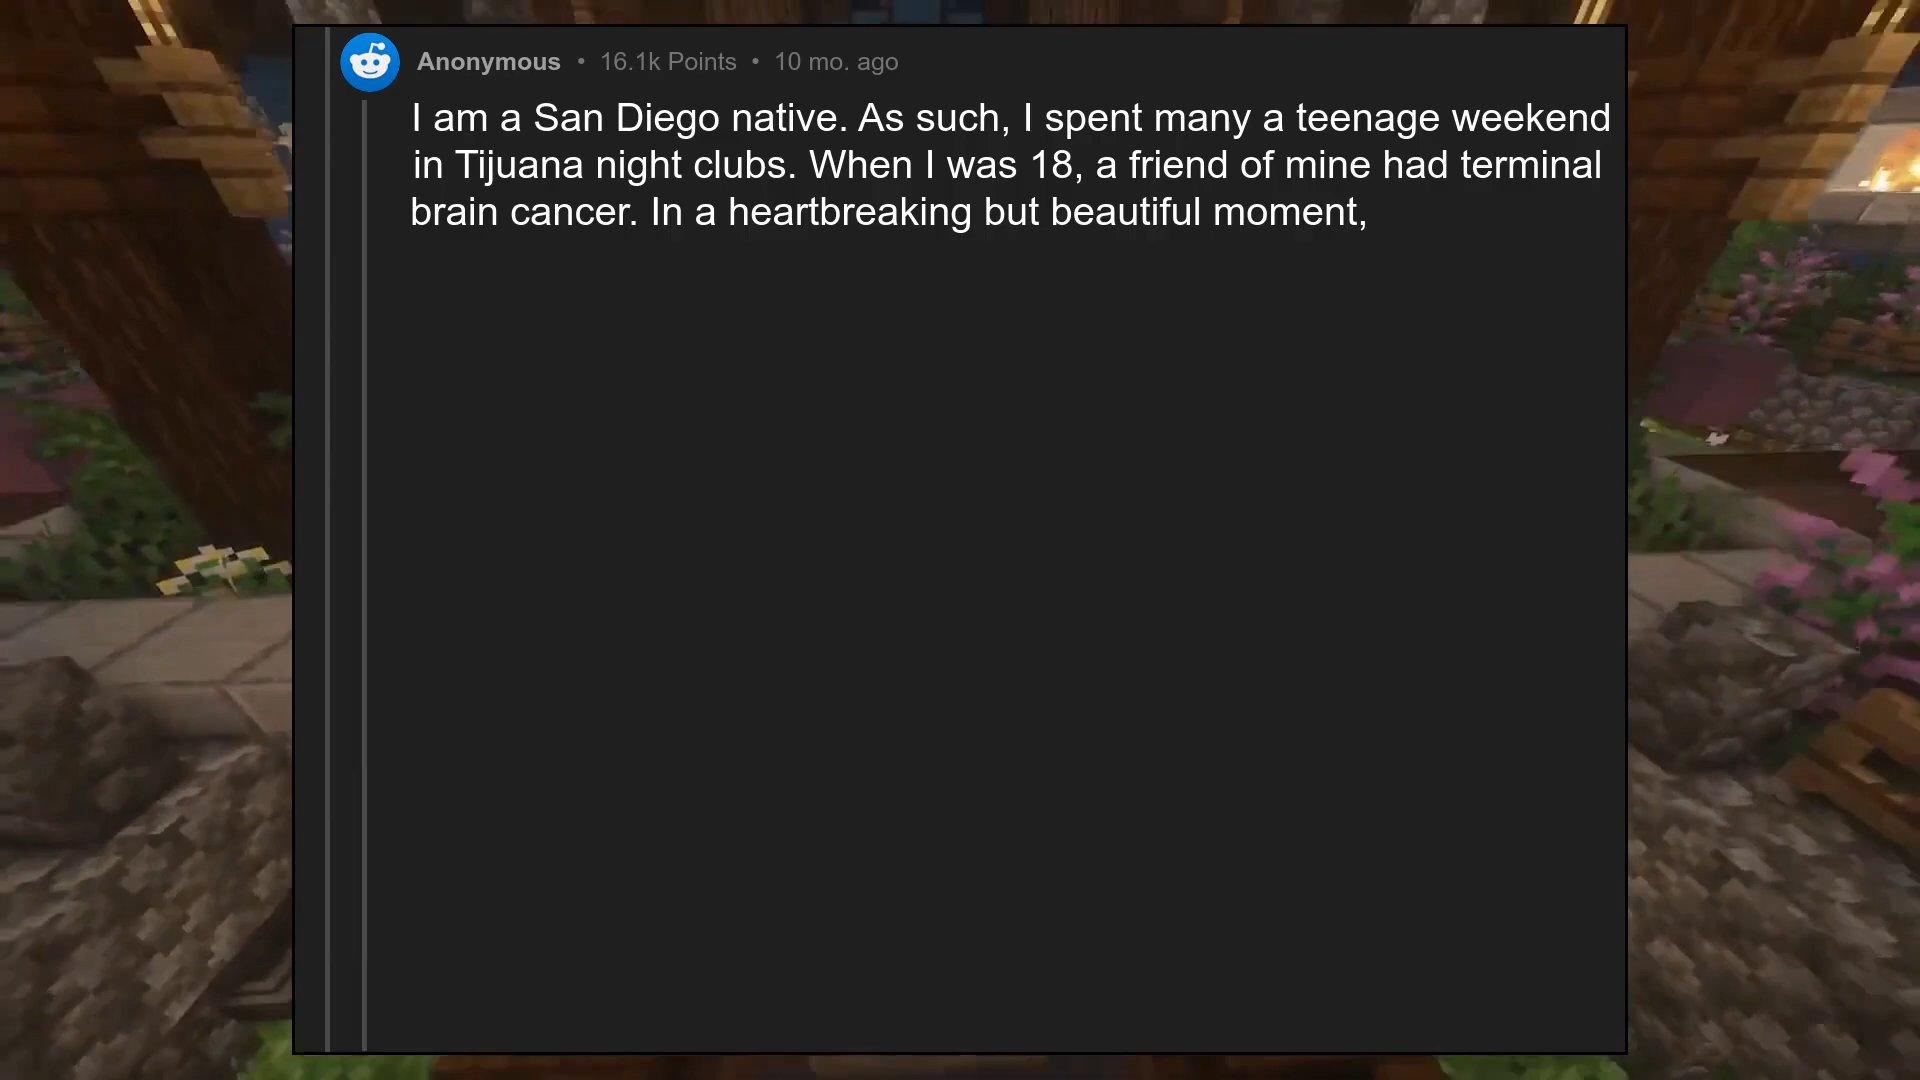 Anonymous • 16.1k Points • 10 mo. ago
I am a San Diego native. As such, I spent many a teenage weekend
in Tijuana night clubs. When I was 18, a friend of mine had terminal
brain cancer. In a heartbreaking but beautiful moment,